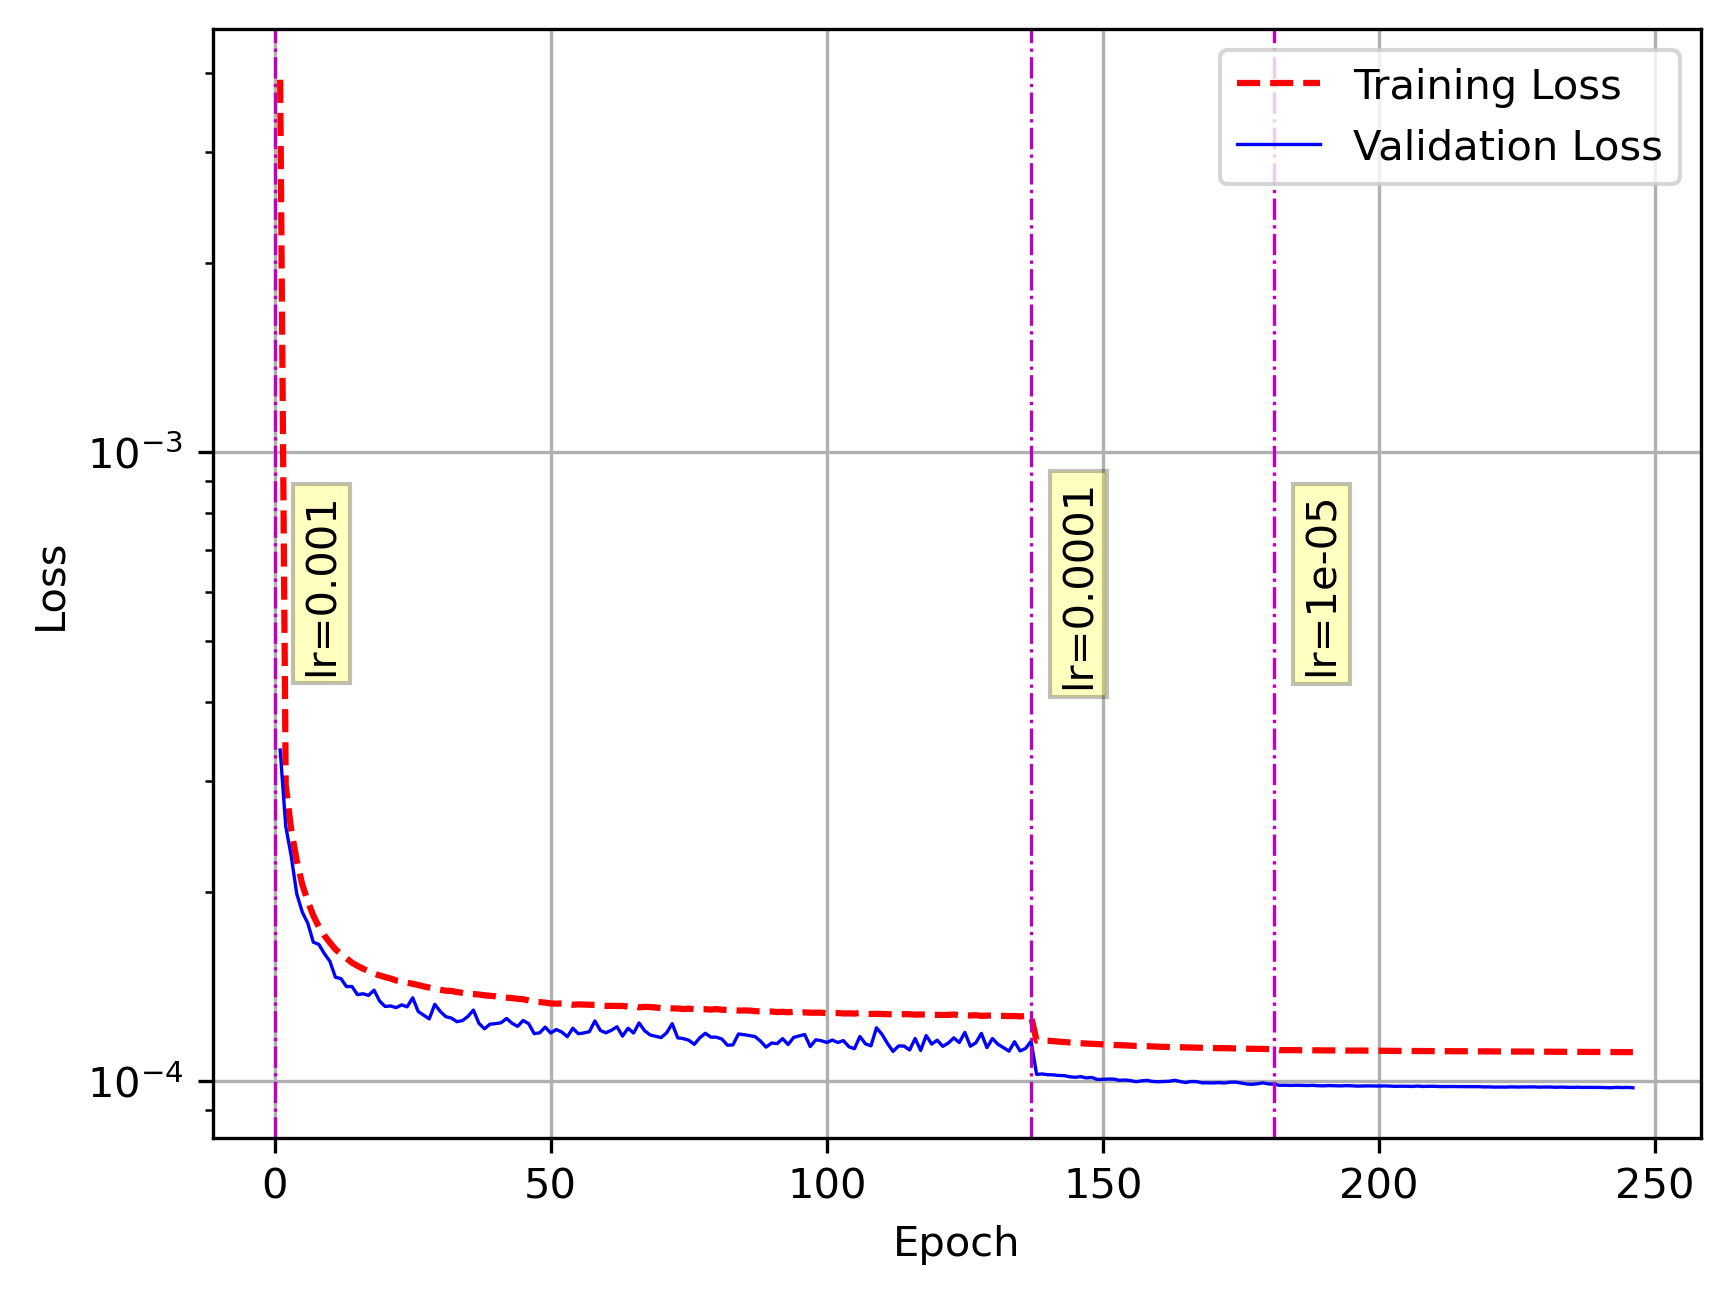 Training Loss
Validation Loss
10⁻³
10⁻⁴
Loss
lr=0.001
lr=0.0001
lr=1e-05
0
50
100
150
200
250
Epoch